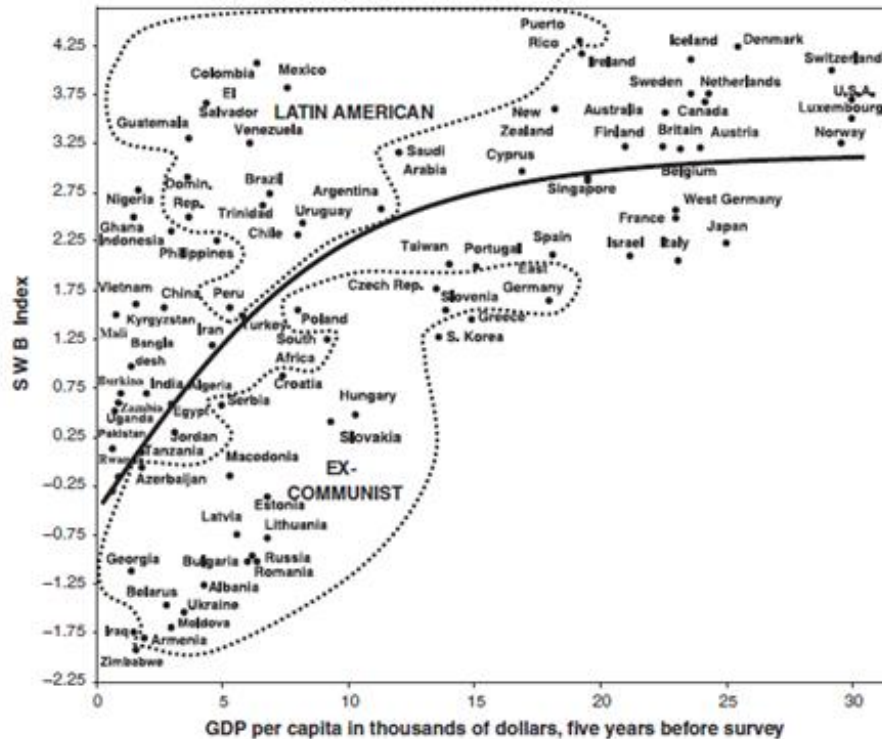 4.25
3.75
3.25
2.75
2.25
1.75
1.25
0.75
0.25
−0.25
−0.75
−1.25
−1.75
−2.25
SWB Index
Puerto
Rico
Ireland
Iceland
Denmark
Switzerland
Colombia
Mexico
El
Salvador
LATIN AMERICAN
Guatemala
Venezuela
Sweden
Netherlands
U.S.A.
Luxembourg
New
Zealand
Australia
Canada
Finland
Britain
Austria
Norway
Saudi
Arabia
Cyprus
Belgium
Singapore
Domin.
Rep.
Brazil
Argentina
Nigeria
Trinidad
Uruguay
West Germany
Ghana
Indonesia
Chile
France
Japan
Philippines
Taiwan
Portugal
Spain
Israel
Italy
Vietnam
China
Peru
Czech Rep.
East
Germany
Slovenia
Mali
Kyrgyzstan
Iran
Turkey
Poland
Greece
Bangla
desh
South
Africa
S. Korea
Burkina
India
Algeria
Croatia
Zambia
Egypt
Serbia
Hungary
Uganda
Pakistan
Jordan
Slovakia
Rwan
Tanzania
Macedonia
Azerbaijan
EX-
COMMUNIST
Estonia
Latvia
Lithuania
Georgia
Bulgaria
Russia
Romania
Belarus
Albania
Ukraine
Moldova
Iraq
Armenia
Zimbabwe
0 5 10 15 20 25 30
GDP per capita in thousands of dollars, five years before survey